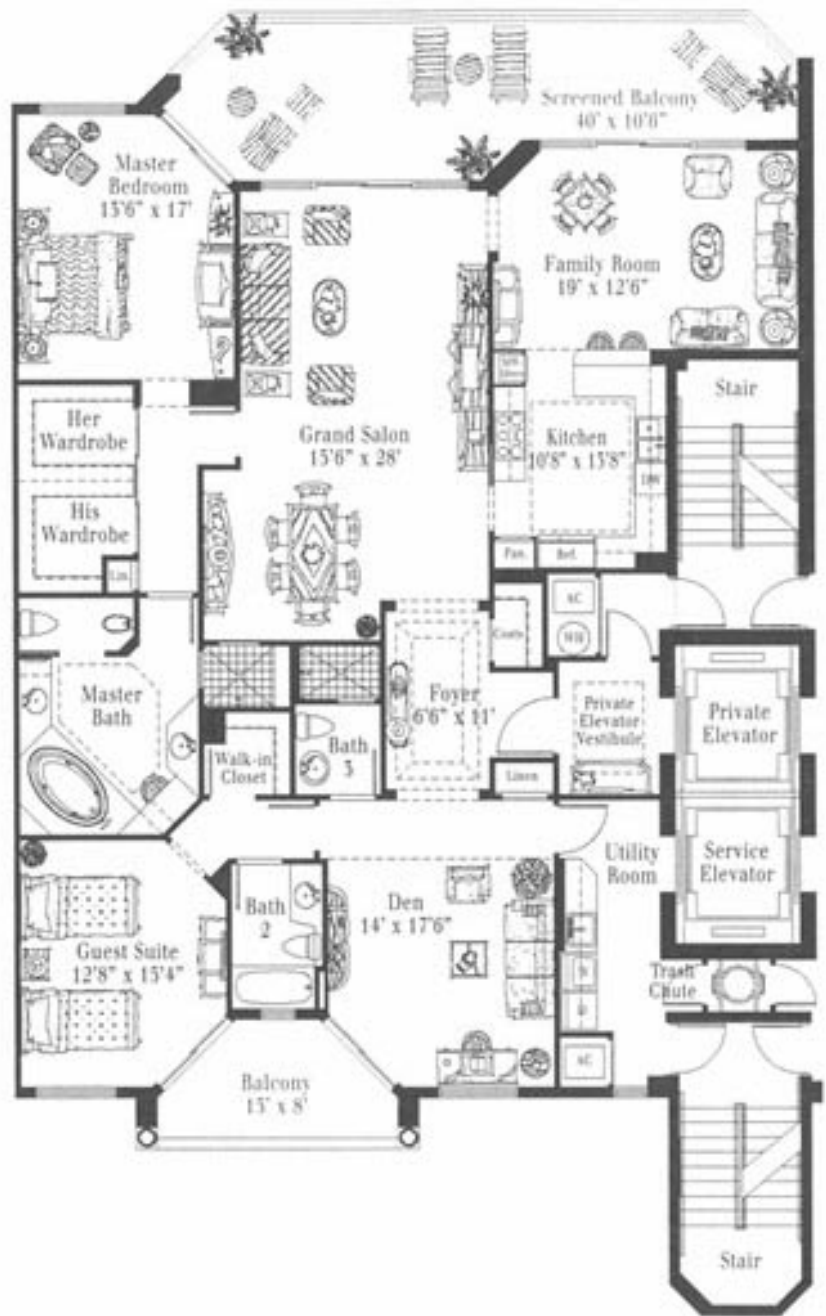 Screened Balcony
40' x 10'6"
Master
Bedroom
13'6" x 17'
Family Room
19' x 12'6"
Stair
Her
Wardrobe
Grand Salon
15'6" x 28'
Kitchen
10'8" x 13'8"
DW
His
Wardrobe
Lin.
Pan.
Ref.
AC
WH
Coats
Master
Bath
Foyer
6'6" x 11'
Private
Elevator
Vestibule
Private
Elevator
Walk-in
Closet
Bath
3
Linen
Utility
Room
Service
Elevator
Bath
2
Den
14' x 17'6"
Guest Suite
12'8" x 15'4"
Trash
Chute
D
AC
Balcony
15' x 8'
Stair